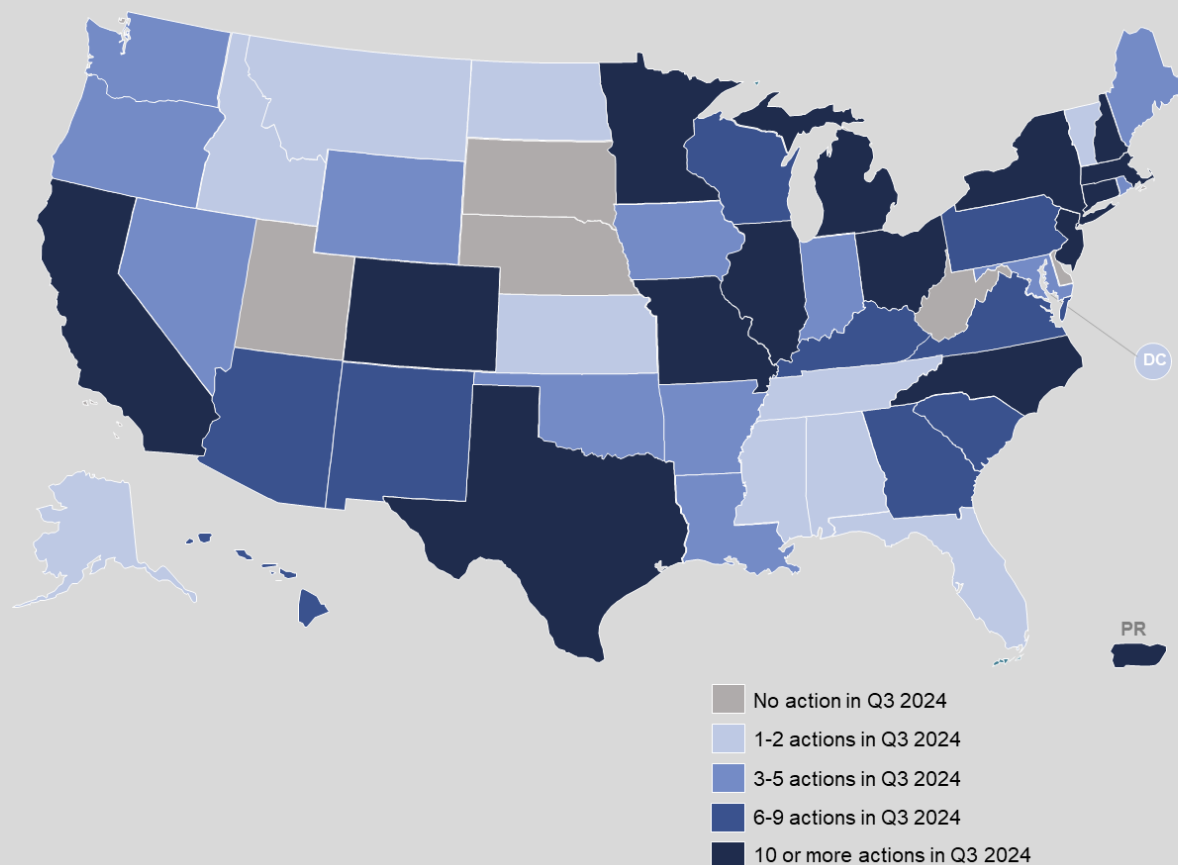 DC
PR
No action in Q3 2024
1-2 actions in Q3 2024
3-5 actions in Q3 2024
6-9 actions in Q3 2024
10 or more actions in Q3 2024